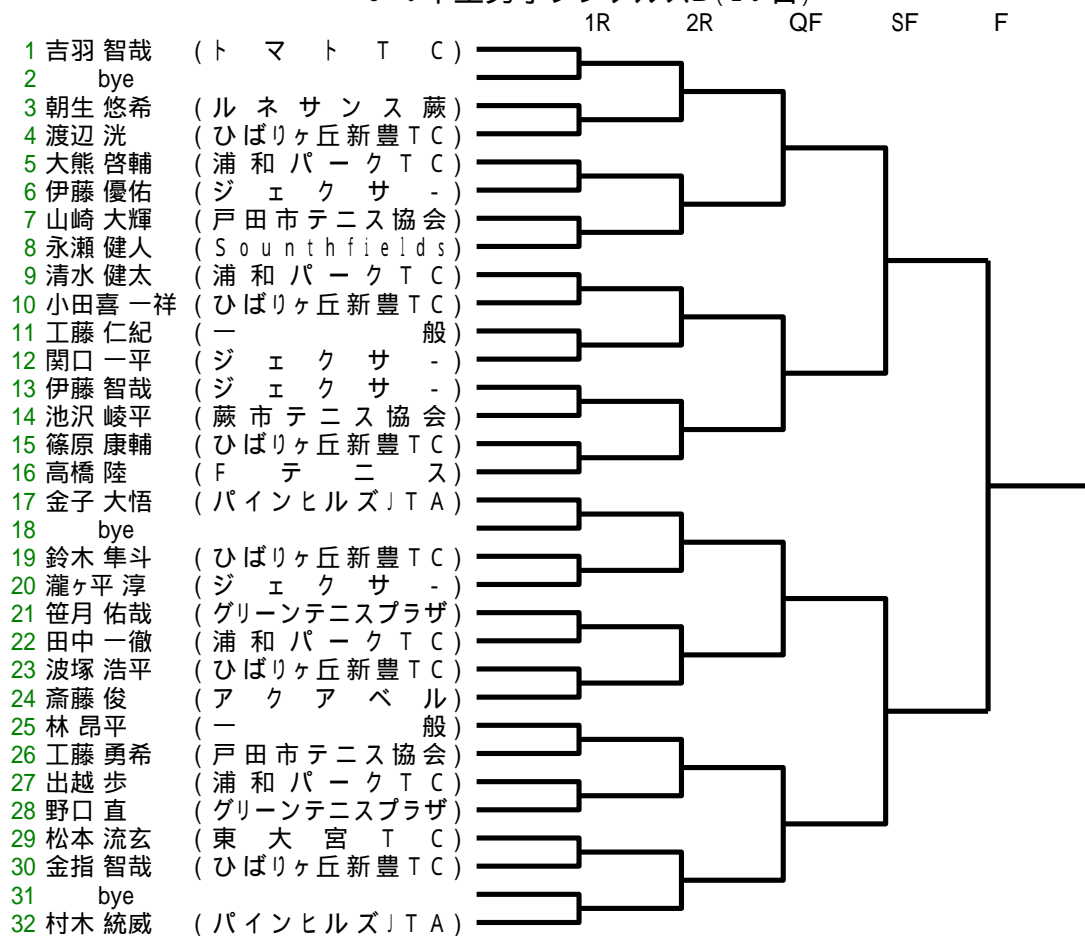 1R 2R QF SF F
1 吉羽 智哉 (トマトTC)
2 bye
3 朝生 悠希 (ルネサンス蕨)
4 渡辺 洸 (ひばりヶ丘新豊TC)
5 大熊 啓輔 (浦和パークTC)
6 伊藤 優佑 (ジェクサ-)
7 山崎 大輝 (戸田市テニス協会)
8 永瀬 健人 (Sounthfields)
9 清水 健太 (浦和パークTC)
10 小田喜 一祥 (ひばりヶ丘新豊TC)
11 工藤 仁紀 (一般)
12 関口 一平 (ジェクサ-)
13 伊藤 智哉 (ジェクサ-)
14 池沢 崚平 (蕨市テニス協会)
15 篠原 康輔 (ひばりヶ丘新豊TC)
16 高橋 陸 (Fテニス)
17 金子 大悟 (パインヒルズJTA)
18 bye
19 鈴木 隼斗 (ひばりヶ丘新豊TC)
20 瀧ヶ平 淳 (ジェクサ-)
21 笹月 佑哉 (グリーンテニスプラザ)
22 田中 一徹 (浦和パークTC)
23 波塚 浩平 (ひばりヶ丘新豊TC)
24 斎藤 俊 (アクアベル)
25 林 昂平 (一般)
26 工藤 勇希 (戸田市テニス協会)
27 出越 歩 (浦和パークTC)
28 野口 直 (グリーンテニスプラザ)
29 松本 流玄 (東大宮TC)
30 金指 智哉 (ひばりヶ丘新豊TC)
31 bye
32 村木 統威 (パインヒルズJTA)